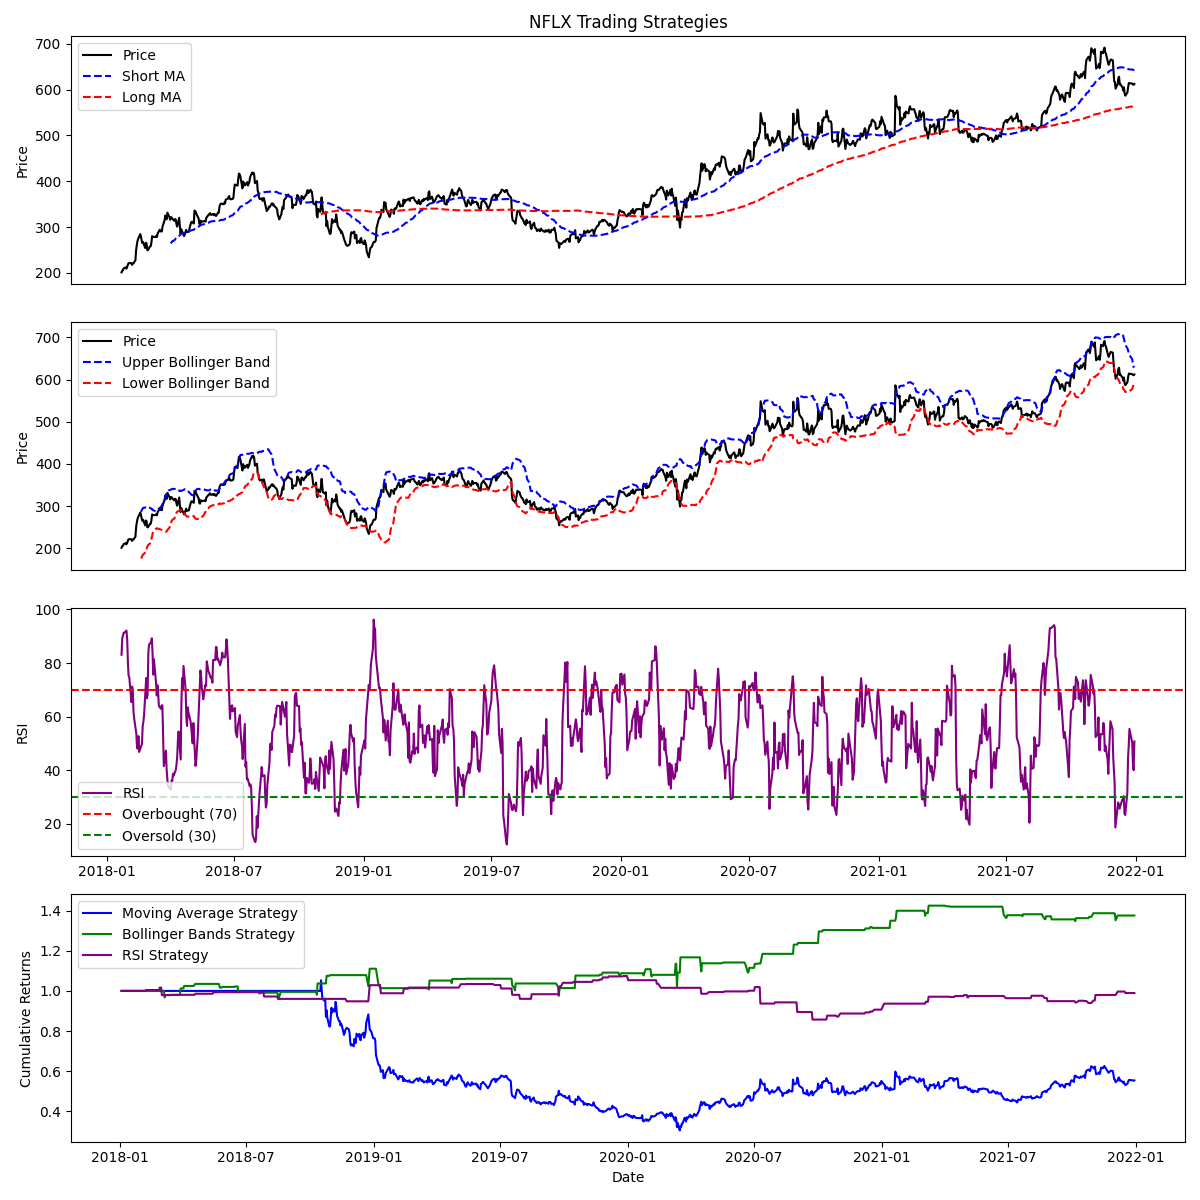 NFLX Trading Strategies
700
600
500
400
300
200
Price
Price
Short MA
Long MA
700
600
500
400
300
200
Price
Price
Upper Bollinger Band
Lower Bollinger Band
100
80
60
40
20
RSI
RSI
Overbought (70)
Oversold (30)
2018-01 2018-07 2019-01 2019-07 2020-01 2020-07 2021-01 2021-07 2022-01
1.4
1.2
1.0
0.8
0.6
0.4
Cumulative Returns
Moving Average Strategy
Bollinger Bands Strategy
RSI Strategy
2018-01 2018-07 2019-01 2019-07 2020-01 2020-07 2021-01 2021-07 2022-01
Date